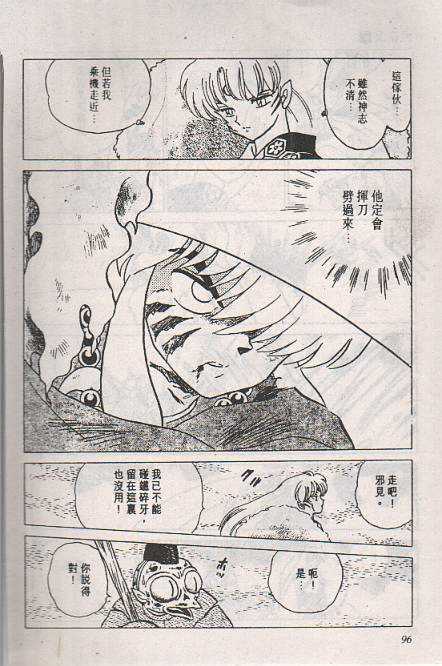 這傢伙…
雖然神志
不清…
但若我
乘機走近…
他定會
揮刀
劈過來…
走吧！
邪見。
我已不能
碰鐵碎牙，
留在這裏
也沒用！
呃！
是…
ホッ
你說得
對！
96